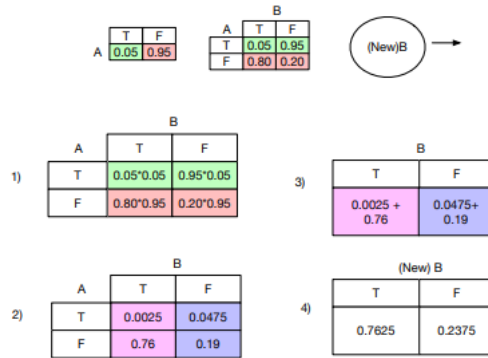 B
T F
A 0.05 0.95
A T F
T 0.05 0.95
F 0.80 0.20
(New)B
B
1)
A T F
T 0.05*0.05 0.95*0.05
F 0.80*0.95 0.20*0.95
3)
B
T F
0.0025 + 0.0475+
0.76 0.19
2)
B
A T F
T 0.0025 0.0475
F 0.76 0.19
4)
(New) B
T F
0.7625 0.2375